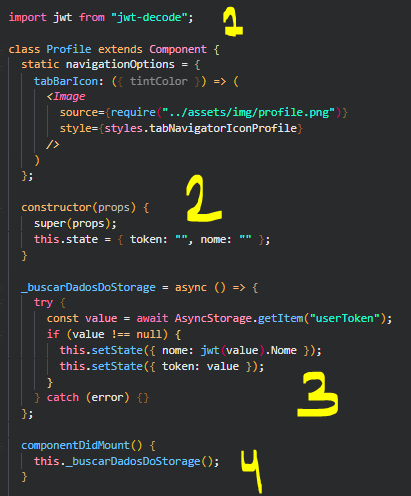 import jwt from "jwt-decode"; 1
class Profile extends Component {
static navigationOptions = {
tabBarIcon: ({ tintColor }) => (
<Image
source={require("../assets/img/profile.png")}
style={styles.tabNavigatorIconProfile}
/>
)
};
2
constructor(props) {
super(props);
this.state = { token: "", nome: "" };
}
_buscarDadosDoStorage = async () => {
try {
const value = await AsyncStorage.getItem("userToken");
if (value !== null) {
this.setState({ nome: jwt(value).Nome });
this.setState({ token: value });
}
} catch (error) {}
};
3
componentDidMount() {
this._buscarDadosDoStorage();
}
4